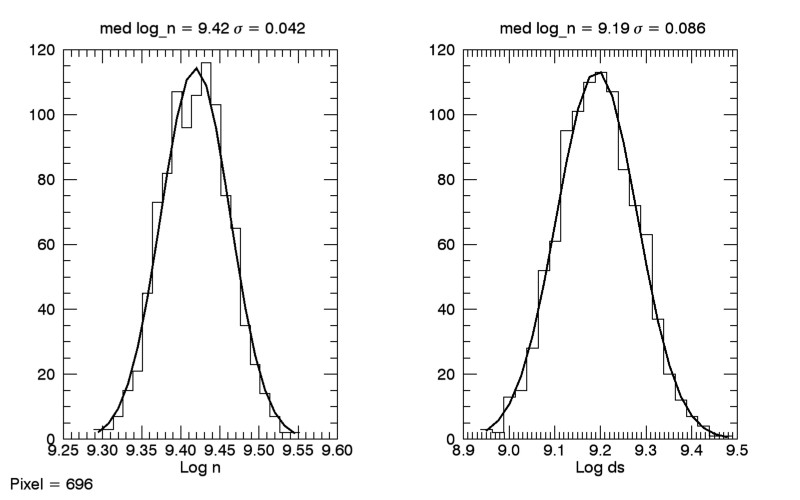 med log_n = 9.42 σ = 0.042
med log_n = 9.19 σ = 0.086
120
100
80
60
40
20
0
9.25 9.30 9.35 9.40 9.45 9.50 9.55 9.60
Log n
120
100
80
60
40
20
0
8.9 9.0 9.1 9.2 9.3 9.4 9.5
Log ds
Pixel = 696